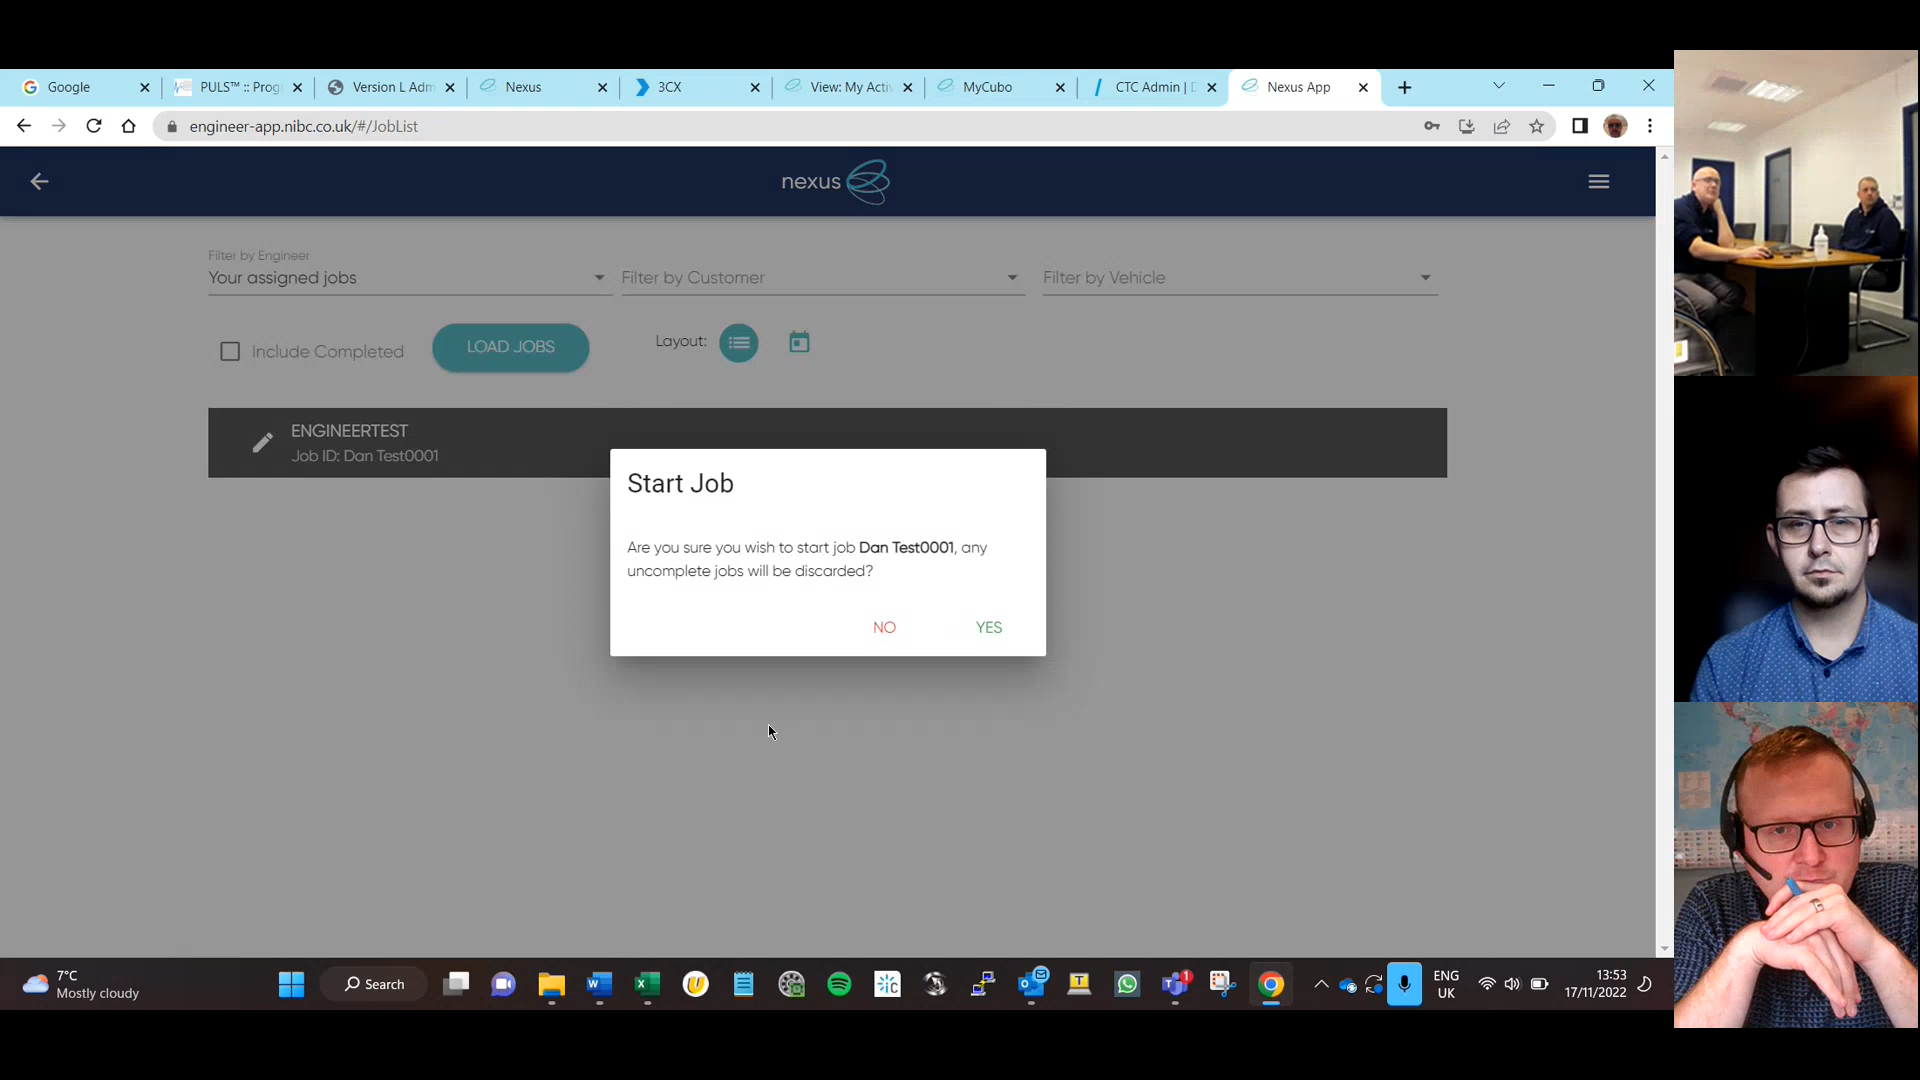 Google
PULS™ :: Prog
Version L Adm
Nexus
3CX
View: My Activ
MyCubo
CTC Admin | D
Nexus App
engineer-app.nibc.co.uk/#/JobList
nexus
Filter by Engineer
Your assigned jobs
Filter by Customer
Filter by Vehicle
Include Completed
LOAD JOBS
Layout:
ENGINEERTEST
Job ID: Dan Test0001
Start Job
Are you sure you wish to start job Dan Test0001, any
uncomplete jobs will be discarded?
NO
YES
7°C
Mostly cloudy
Search
1
ENG
UK
13:53
17/11/2022